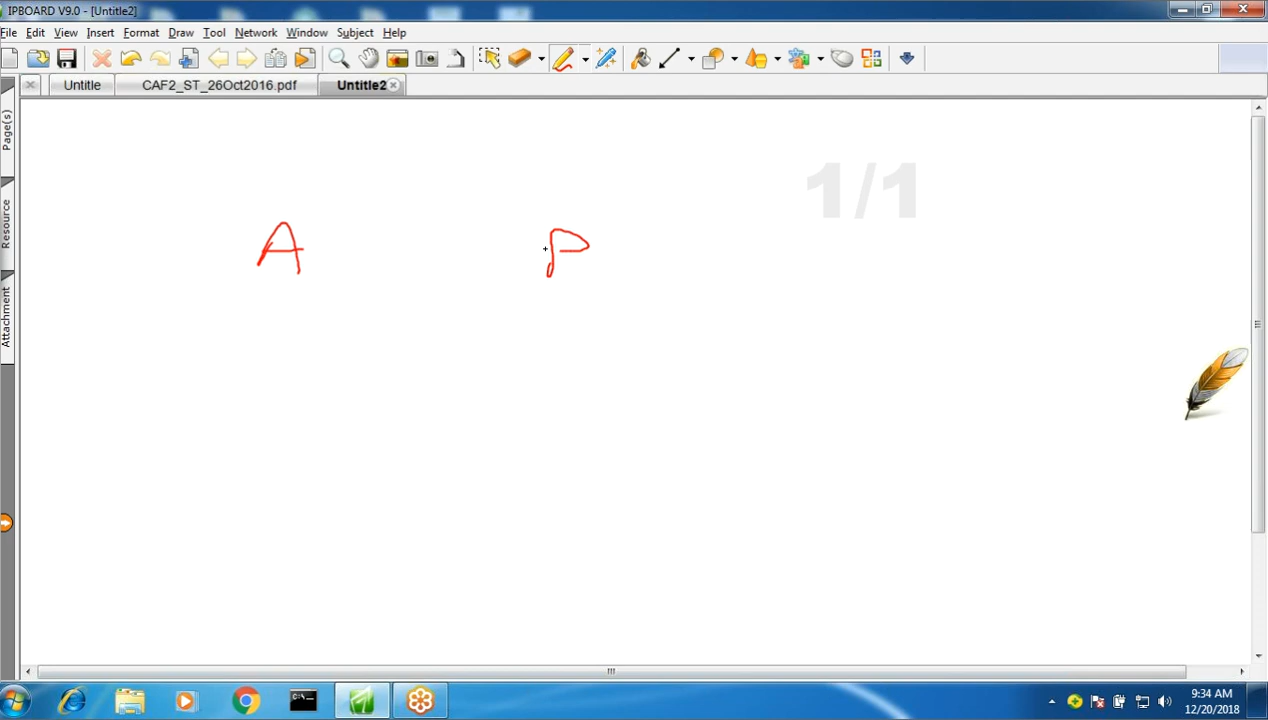 IPBOARD V9.0 - [Untitle2]
File Edit View Insert Format Draw Tool Network Window Subject Help
Untitle CAF2_ST_26Oct2016.pdf Untitle2
Page(s)
Resource
Attachment
1/1
A P
9:34 AM
12/20/2018